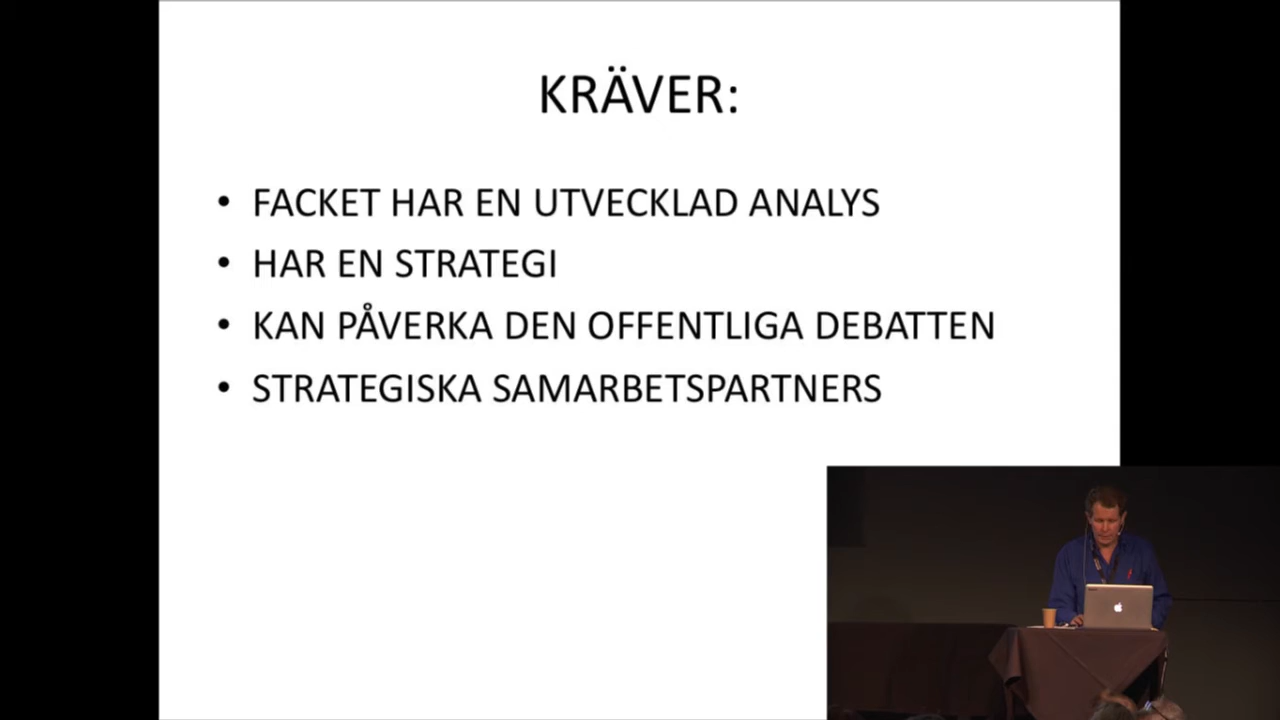 KRÄVER:
• FACKET HAR EN UTVECKLAD ANALYS
• HAR EN STRATEGI
• KAN PÅVERKA DEN OFFENTLIGA DEBATTEN
• STRATEGISKA SAMARBETSPARTNERS